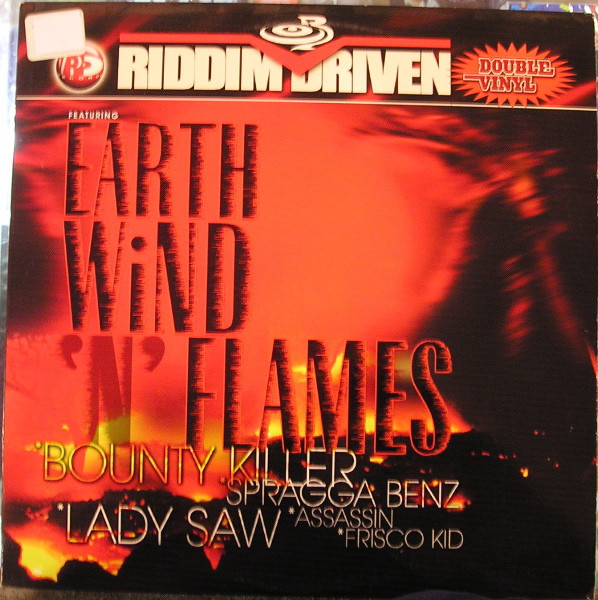 RIDDIM DRIVEN
DOUBLE
VINYL
FEATURING
EARTH
WiND
'N' FLAMES
*BOUNTY KILLER
*SPRAGGA BENZ
*LADY SAW *ASSASSIN
*FRISCO KID